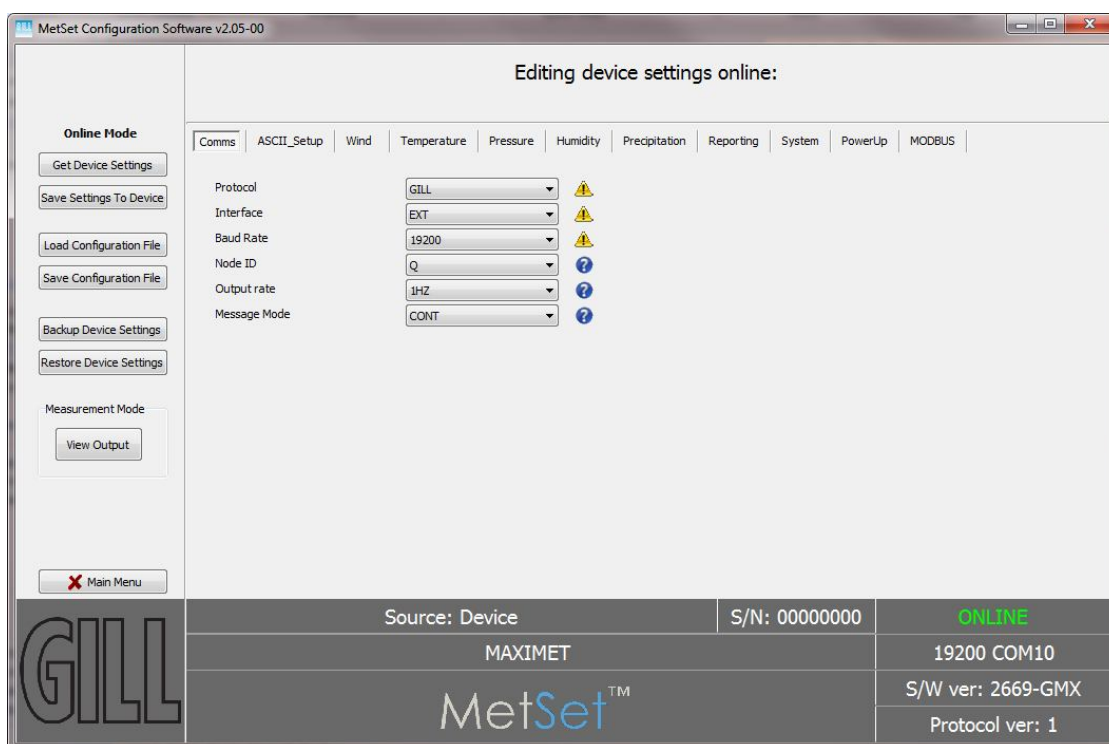 MetSet Configuration Software v2.05-00
Editing device settings online:
Online Mode
Get Device Settings
Save Settings To Device
Load Configuration File
Save Configuration File
Backup Device Settings
Restore Device Settings
Measurement Mode
View Output
Main Menu
Comms ASCII_Setup Wind Temperature Pressure Humidity Precipitation Reporting System PowerUp MODBUS
Protocol GILL
Interface EXT
Baud Rate 19200
Node ID Q
Output rate 1HZ
Message Mode CONT
GILL
Source: Device S/N: 00000000 ONLINE
MAXIMET 19200 COM10
MetSet™ S/W ver: 2669-GMX
Protocol ver: 1